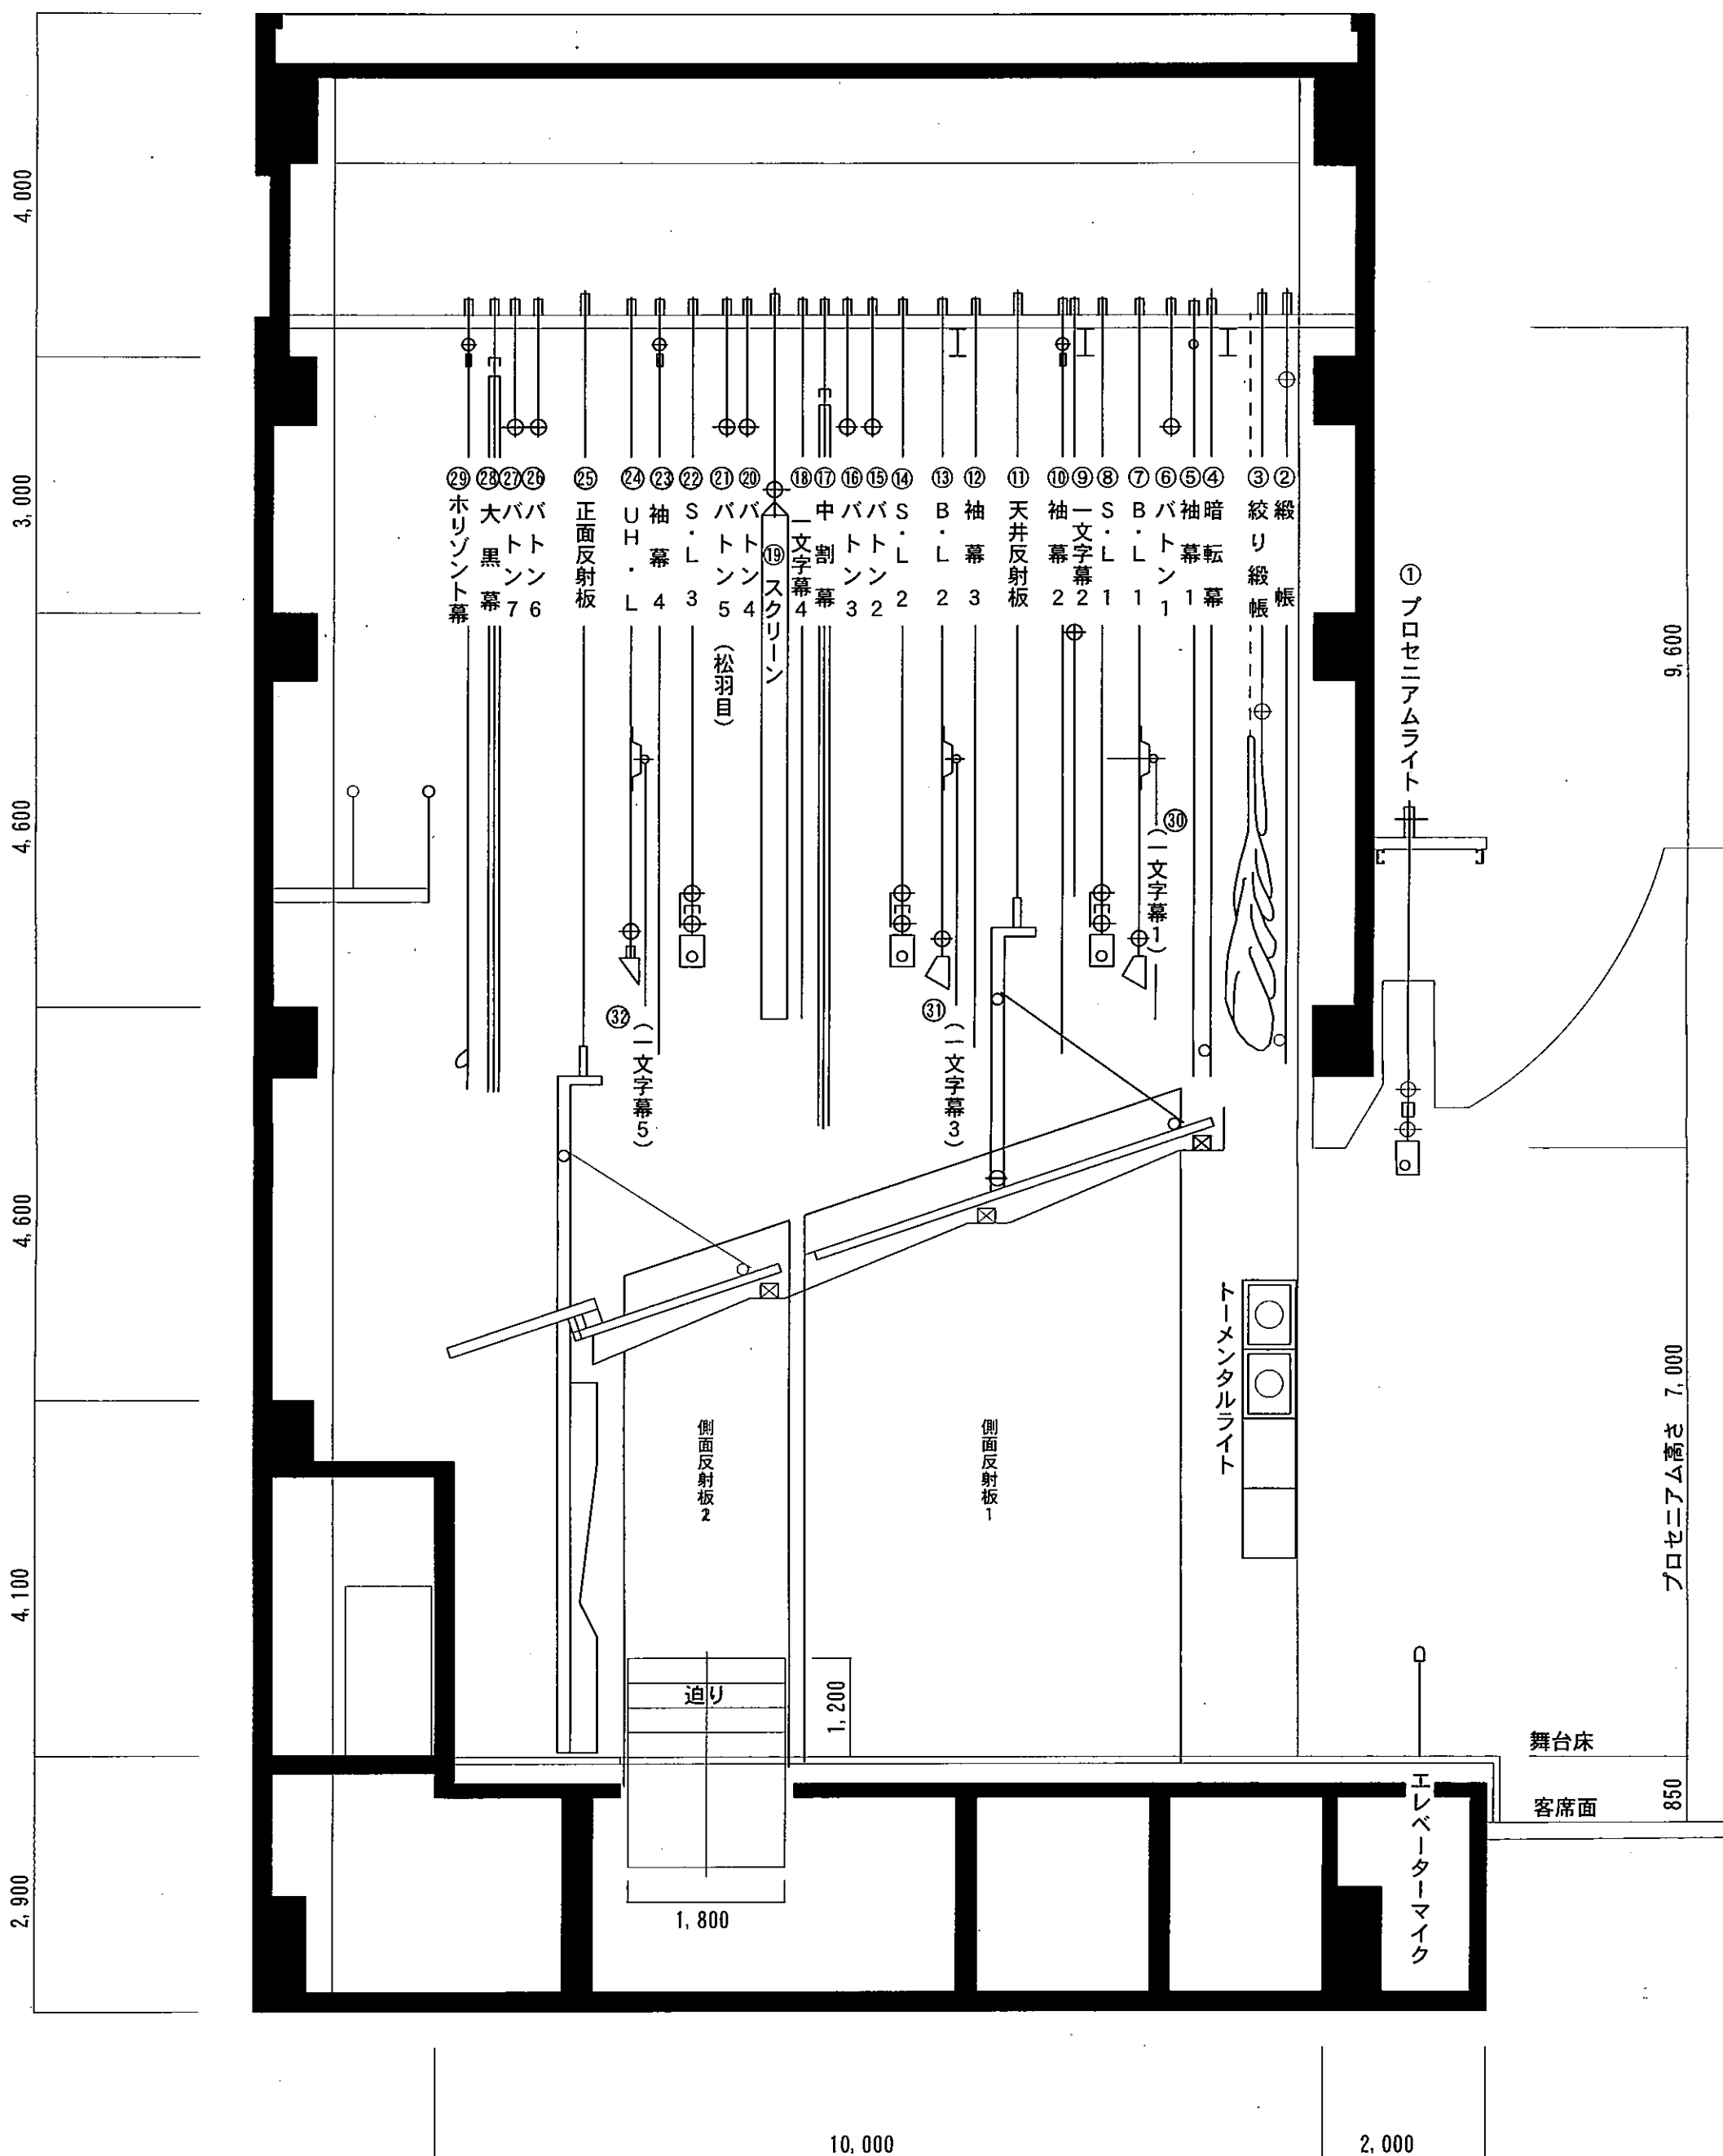 4,000
3,000
4,600
4,600
4,100
2,900
㉙ ホリゾント幕
㉘ 大黒幕
㉗ バトン7
㉖ バトン6
㉕ 正面反射板
㉔ UH・L
㉓ 袖幕4
㉒ S・L3
㉑ バトン5 (松羽目)
⑳ バトン4
⑲ スクリーン
⑱ 一文字幕4
⑰ 中割幕
⑯ バトン3
⑮ バトン2
⑭ S・L2
⑬ B・L2
⑫ 袖幕3
⑪ 天井反射板
⑩ 袖幕2
⑨ 一文字幕2
⑧ S・L1
⑦ B・L1
⑥ バトン1
⑤ 袖幕1
④ 暗転幕
③ 絞り緞帳
② 緞帳
① プロセニアムライト
㉚ (一文字幕1)
㉛ (一文字幕3)
㉜ (一文字幕5)
9,600
プロセニアム高さ 7,000
850
トーメンタルライト
側面反射板2
側面反射板1
迫り
1,200
1,800
舞台床
客席面
エレベーターマイク
10,000
2,000